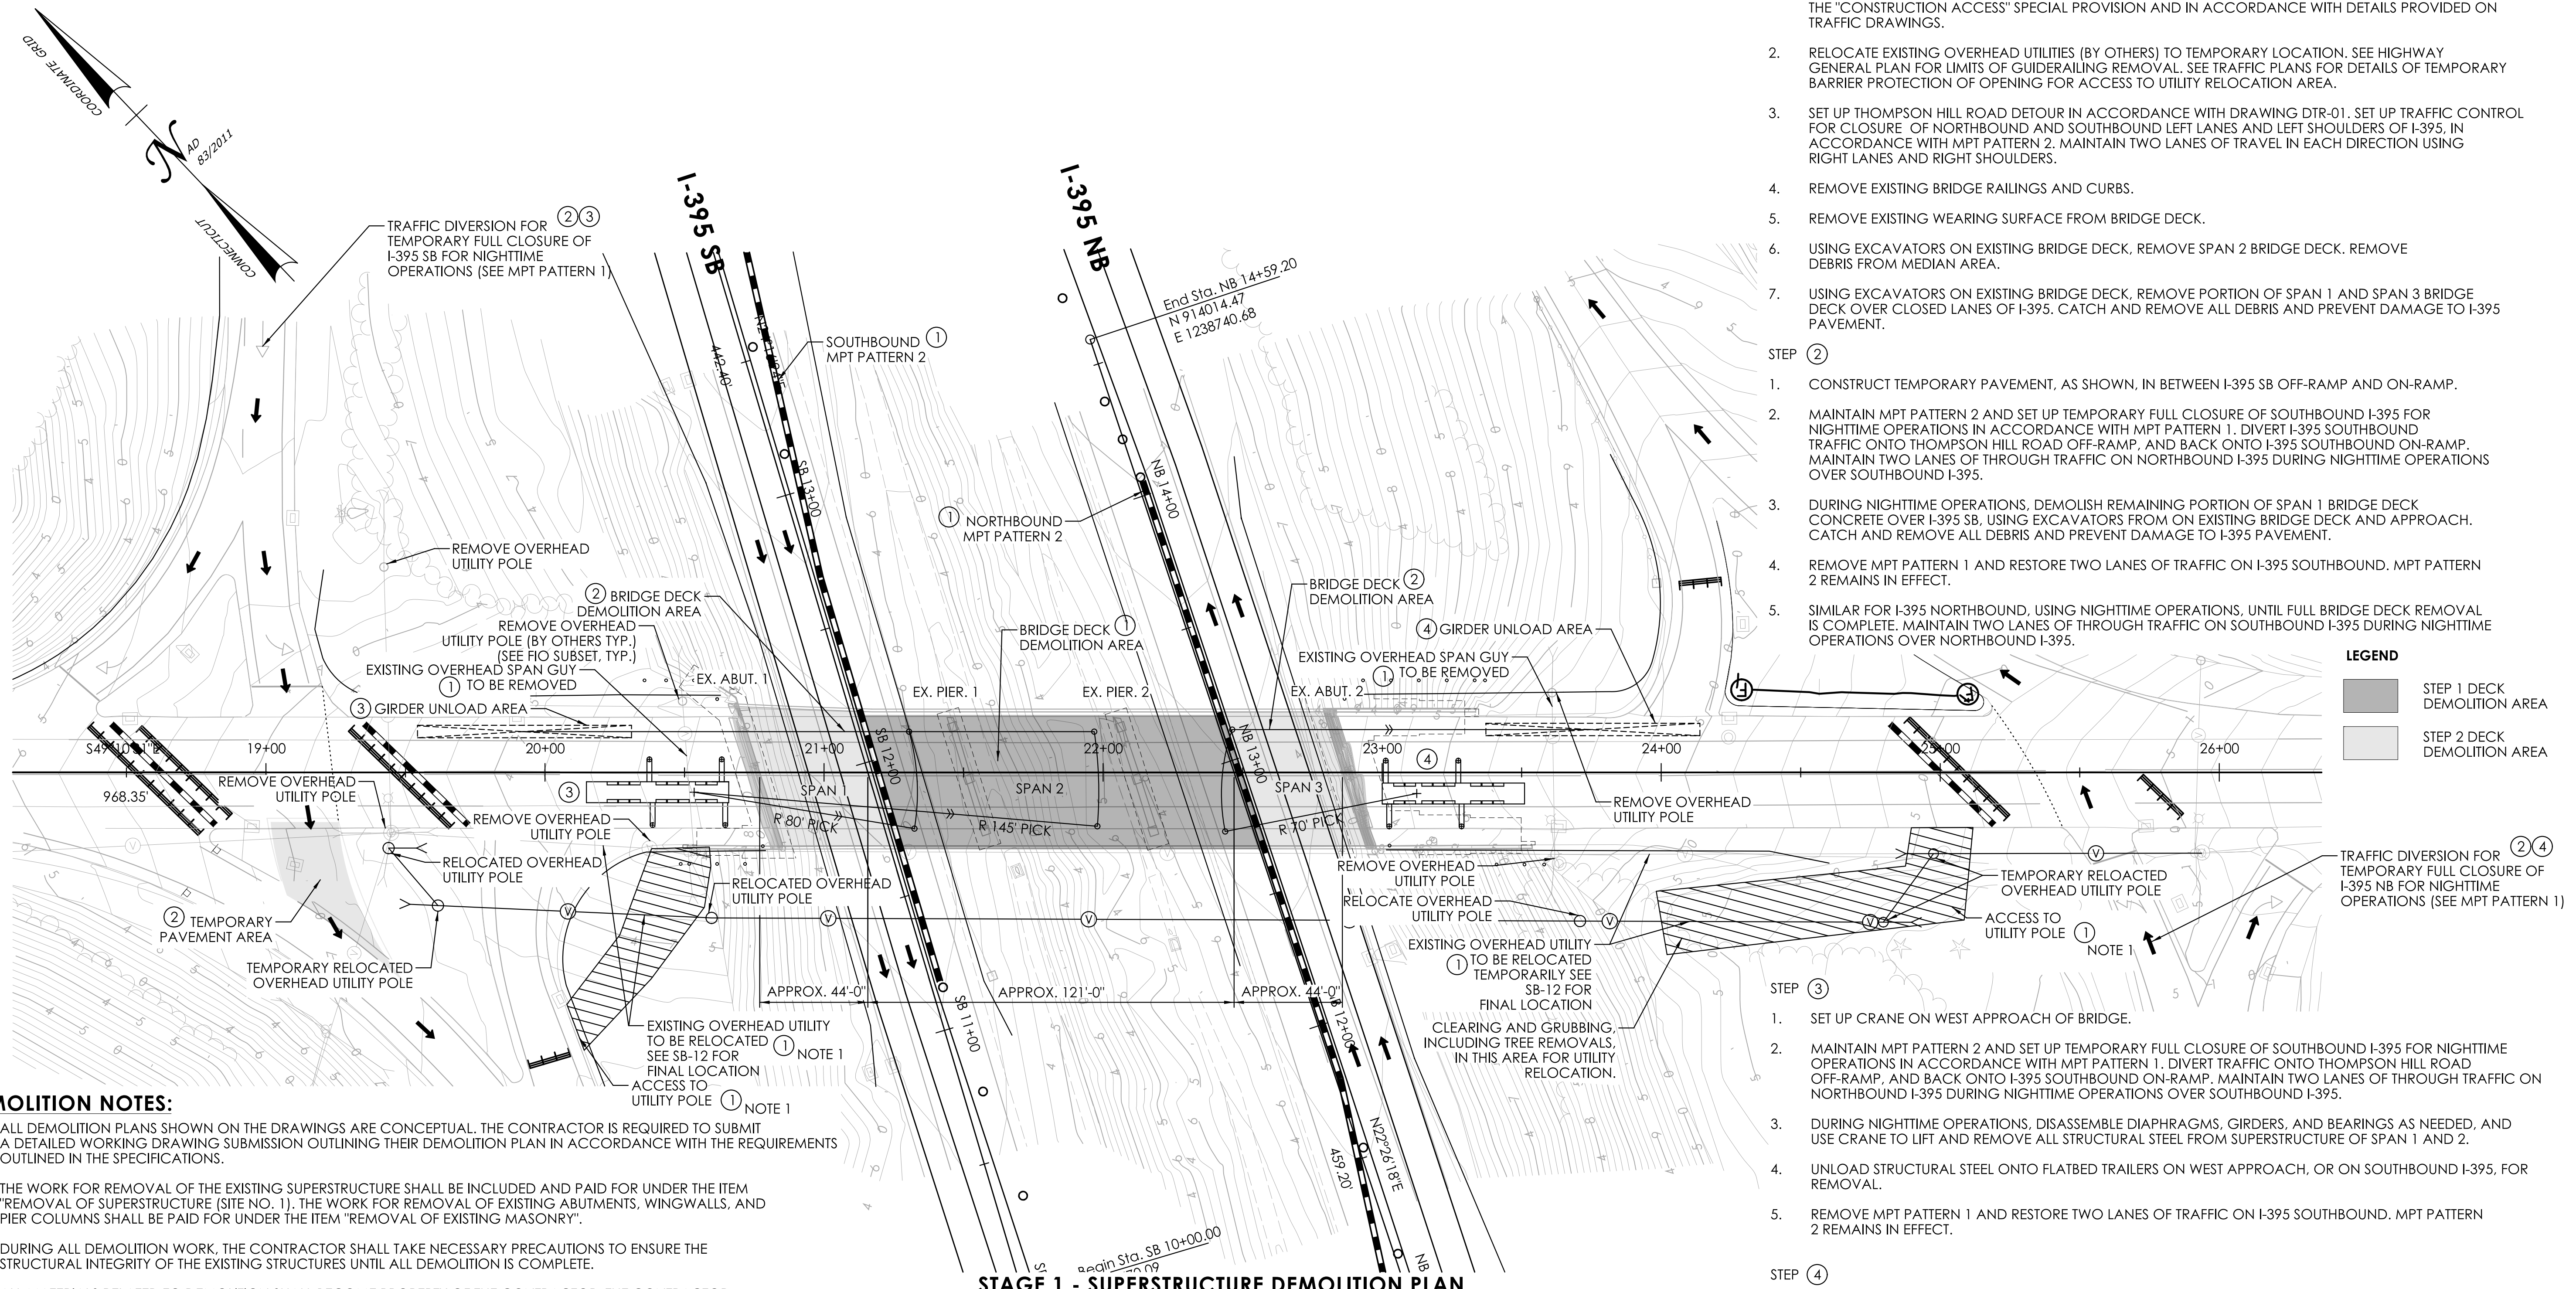 THE "CONSTRUCTION ACCESS" SPECIAL PROVISION AND IN ACCORDANCE WITH DETAILS PROVIDED ON
TRAFFIC DRAWINGS.
2. RELOCATE EXISTING OVERHEAD UTILITIES (BY OTHERS) TO TEMPORARY LOCATION. SEE HIGHWAY
GENERAL PLAN FOR LIMITS OF GUIDERAILING REMOVAL. SEE TRAFFIC PLANS FOR DETAILS OF TEMPORARY
BARRIER PROTECTION OF OPENING FOR ACCESS TO UTILITY RELOCATION AREA.
3. SET UP THOMPSON HILL ROAD DETOUR IN ACCORDANCE WITH DRAWING DTR-01. SET UP TRAFFIC CONTROL
FOR CLOSURE OF NORTHBOUND AND SOUTHBOUND LEFT LANES AND LEFT SHOULDERS OF I-395, IN
ACCORDANCE WITH MPT PATTERN 2. MAINTAIN TWO LANES OF TRAVEL IN EACH DIRECTION USING
RIGHT LANES AND RIGHT SHOULDERS.
4. REMOVE EXISTING BRIDGE RAILINGS AND CURBS.
5. REMOVE EXISTING WEARING SURFACE FROM BRIDGE DECK.
6. USING EXCAVATORS ON EXISTING BRIDGE DECK, REMOVE SPAN 2 BRIDGE DECK. REMOVE
DEBRIS FROM MEDIAN AREA.
7. USING EXCAVATORS ON EXISTING BRIDGE DECK, REMOVE PORTION OF SPAN 1 AND SPAN 3 BRIDGE
DECK OVER CLOSED LANES OF I-395. CATCH AND REMOVE ALL DEBRIS AND PREVENT DAMAGE TO I-395
PAVEMENT.
STEP 2
1. CONSTRUCT TEMPORARY PAVEMENT, AS SHOWN, IN BETWEEN I-395 SB OFF-RAMP AND ON-RAMP.
2. MAINTAIN MPT PATTERN 2 AND SET UP TEMPORARY FULL CLOSURE OF SOUTHBOUND I-395 FOR
NIGHTTIME OPERATIONS IN ACCORDANCE WITH MPT PATTERN 1. DIVERT I-395 SOUTHBOUND
TRAFFIC ONTO THOMPSON HILL ROAD OFF-RAMP, AND BACK ONTO I-395 SOUTHBOUND ON-RAMP.
MAINTAIN TWO LANES OF THROUGH TRAFFIC ON NORTHBOUND I-395 DURING NIGHTTIME OPERATIONS
OVER SOUTHBOUND I-395.
3. DURING NIGHTTIME OPERATIONS, DEMOLISH REMAINING PORTION OF SPAN 1 BRIDGE DECK
CONCRETE OVER I-395 SB, USING EXCAVATORS FROM ON EXISTING BRIDGE DECK AND APPROACH.
CATCH AND REMOVE ALL DEBRIS AND PREVENT DAMAGE TO I-395 PAVEMENT.
4. REMOVE MPT PATTERN 1 AND RESTORE TWO LANES OF TRAFFIC ON I-395 SOUTHBOUND. MPT PATTERN
2 REMAINS IN EFFECT.
5. SIMILAR FOR I-395 NORTHBOUND, USING NIGHTTIME OPERATIONS, UNTIL FULL BRIDGE DECK REMOVAL
IS COMPLETE. MAINTAIN TWO LANES OF THROUGH TRAFFIC ON SOUTHBOUND I-395 DURING NIGHTTIME
OPERATIONS OVER NORTHBOUND I-395.
LEGEND
STEP 1 DECK
DEMOLITION AREA
STEP 2 DECK
DEMOLITION AREA
COORDINATE GRID
N AD
83/2011
CONNECTICUT
TRAFFIC DIVERSION FOR 2 3
TEMPORARY FULL CLOSURE OF
I-395 SB FOR NIGHTTIME
OPERATIONS (SEE MPT PATTERN 1)
I-395 SB
I-395 NB
End Sta. NB 14+59.20
N 914014.47
E 1238740.68
442.40'
SOUTHBOUND 1
MPT PATTERN 2
SB 13+00
NB 14+00
1 NORTHBOUND
MPT PATTERN 2
REMOVE OVERHEAD
UTILITY POLE
2 BRIDGE DECK
DEMOLITION AREA
REMOVE OVERHEAD
UTILITY POLE (BY OTHERS TYP.)
(SEE FIO SUBSET, TYP.)
EXISTING OVERHEAD SPAN GUY
1 TO BE REMOVED
3 GIRDER UNLOAD AREA
EX. ABUT. 1
EX. PIER. 1
BRIDGE DECK 1
DEMOLITION AREA
EX. PIER. 2
BRIDGE DECK 2
DEMOLITION AREA
4 GIRDER UNLOAD AREA
EXISTING OVERHEAD SPAN GUY
1 TO BE REMOVED
EX. ABUT. 2
19+00
20+00
21+00
22+00
23+00
24+00
25+00
26+00
SB 12+00
NB 13+00
968.35'
3
4
SPAN 1
SPAN 2
SPAN 3
R 80' PICK
R 145' PICK
R 70' PICK
REMOVE OVERHEAD
UTILITY POLE
REMOVE OVERHEAD
UTILITY POLE
RELOCATED OVERHEAD
UTILITY POLE
RELOCATED OVERHEAD
UTILITY POLE
2 TEMPORARY
PAVEMENT AREA
TEMPORARY RELOCATED
OVERHEAD UTILITY POLE
REMOVE OVERHEAD
UTILITY POLE
REMOVE OVERHEAD
UTILITY POLE
RELOCATE OVERHEAD
UTILITY POLE
TEMPORARY RELOACTED
OVERHEAD UTILITY POLE
ACCESS TO
UTILITY POLE 1
NOTE 1
TRAFFIC DIVERSION FOR 2 4
TEMPORARY FULL CLOSURE OF
I-395 NB FOR NIGHTTIME
OPERATIONS (SEE MPT PATTERN 1)
EXISTING OVERHEAD UTILITY
1 TO BE RELOCATED
TEMPORARILY SEE
SB-12 FOR
FINAL LOCATION
CLEARING AND GRUBBING,
INCLUDING TREE REMOVALS,
IN THIS AREA FOR UTILITY
RELOCATION.
APPROX. 44'-0"
APPROX. 121'-0"
APPROX. 44'-0"
EXISTING OVERHEAD UTILITY
TO BE RELOCATED 1 NOTE 1
SEE SB-12 FOR
FINAL LOCATION
ACCESS TO
UTILITY POLE 1 NOTE 1
SB 11+00
NB 12+00
N22°26'18"E
459.20'
NB
Begin Sta. SB 10+00.00
STAGE 1 - SUPERSTRUCTURE DEMOLITION PLAN
MOLITION NOTES:
ALL DEMOLITION PLANS SHOWN ON THE DRAWINGS ARE CONCEPTUAL. THE CONTRACTOR IS REQUIRED TO SUBMIT
A DETAILED WORKING DRAWING SUBMISSION OUTLINING THEIR DEMOLITION PLAN IN ACCORDANCE WITH THE REQUIREMENTS
OUTLINED IN THE SPECIFICATIONS.
THE WORK FOR REMOVAL OF THE EXISTING SUPERSTRUCTURE SHALL BE INCLUDED AND PAID FOR UNDER THE ITEM
"REMOVAL OF SUPERSTRUCTURE (SITE NO. 1). THE WORK FOR REMOVAL OF EXISTING ABUTMENTS, WINGWALLS, AND
PIER COLUMNS SHALL BE PAID FOR UNDER THE ITEM "REMOVAL OF EXISTING MASONRY".
DURING ALL DEMOLITION WORK, THE CONTRACTOR SHALL TAKE NECESSARY PRECAUTIONS TO ENSURE THE
STRUCTURAL INTEGRITY OF THE EXISTING STRUCTURES UNTIL ALL DEMOLITION IS COMPLETE.
STEP 3
1. SET UP CRANE ON WEST APPROACH OF BRIDGE.
2. MAINTAIN MPT PATTERN 2 AND SET UP TEMPORARY FULL CLOSURE OF SOUTHBOUND I-395 FOR NIGHTTIME
OPERATIONS IN ACCORDANCE WITH MPT PATTERN 1. DIVERT TRAFFIC ONTO THOMPSON HILL ROAD
OFF-RAMP, AND BACK ONTO I-395 SOUTHBOUND ON-RAMP. MAINTAIN TWO LANES OF THROUGH TRAFFIC ON
NORTHBOUND I-395 DURING NIGHTTIME OPERATIONS OVER SOUTHBOUND I-395.
3. DURING NIGHTTIME OPERATIONS, DISASSEMBLE DIAPHRAGMS, GIRDERS, AND BEARINGS AS NEEDED, AND
USE CRANE TO LIFT AND REMOVE ALL STRUCTURAL STEEL FROM SUPERSTRUCTURE OF SPAN 1 AND 2.
4. UNLOAD STRUCTURAL STEEL ONTO FLATBED TRAILERS ON WEST APPROACH, OR ON SOUTHBOUND I-395, FOR
REMOVAL.
5. REMOVE MPT PATTERN 1 AND RESTORE TWO LANES OF TRAFFIC ON I-395 SOUTHBOUND. MPT PATTERN
2 REMAINS IN EFFECT.
STEP 4